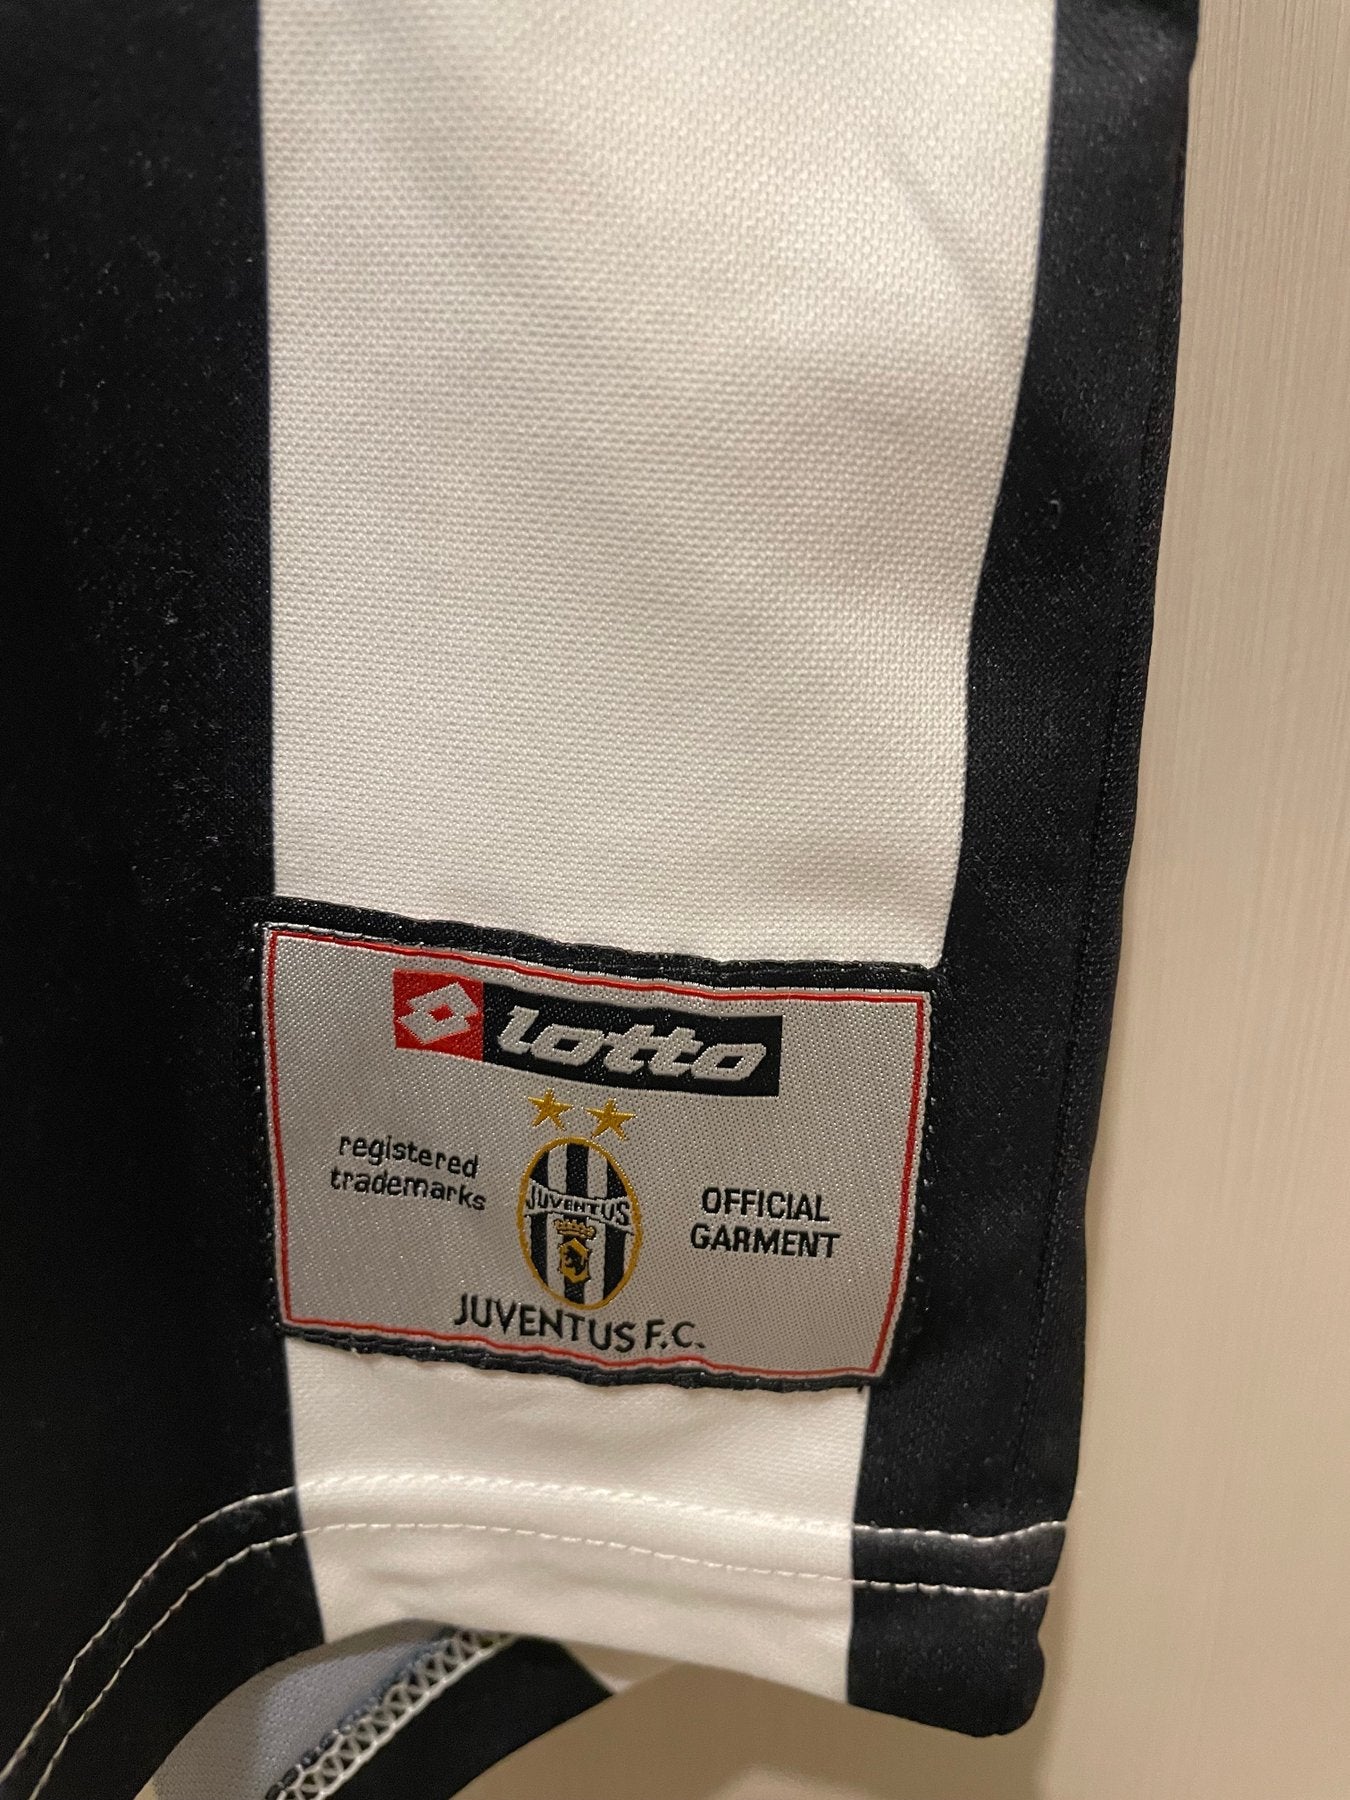 lotto
registered
trademarks
JUVENTUS
OFFICIAL
GARMENT
JUVENTUS F.C.